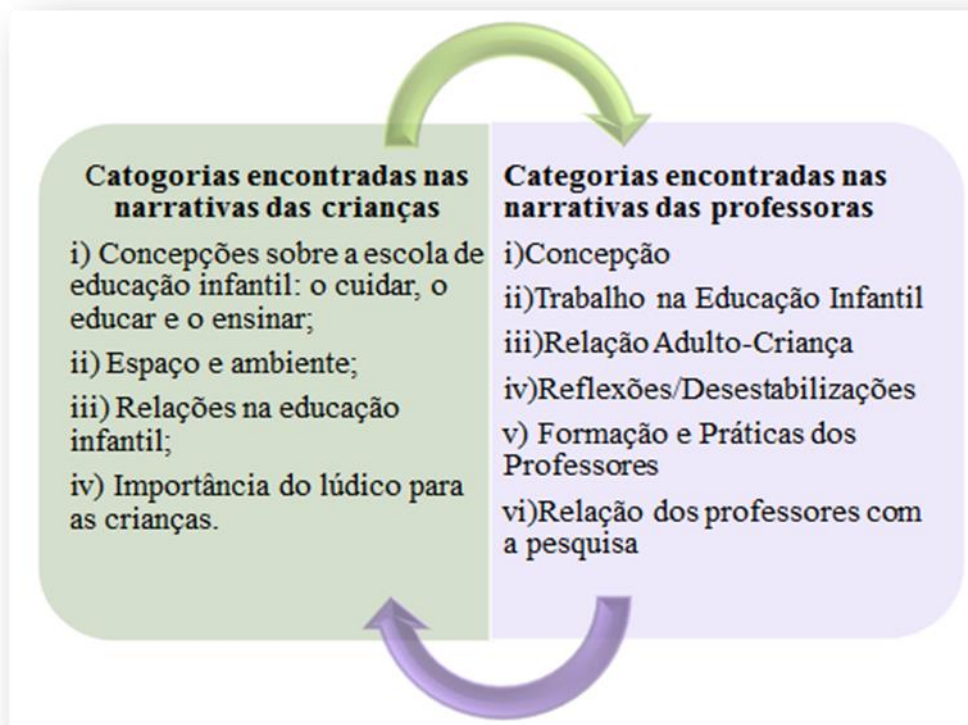 Catogorias encontradas nas
narrativas das crianças
i) Concepções sobre a escola de
educação infantil: o cuidar, o
educar e o ensinar;
ii) Espaço e ambiente;
iii) Relações na educação
infantil;
iv) Importância do lúdico para
as crianças.
Categorias encontradas nas
narrativas das professoras
i)Concepção
ii)Trabalho na Educação Infantil
iii)Relação Adulto-Criança
iv)Reflexões/Desestabilizações
v) Formação e Práticas dos
Professores
vi)Relação dos professores com
a pesquisa